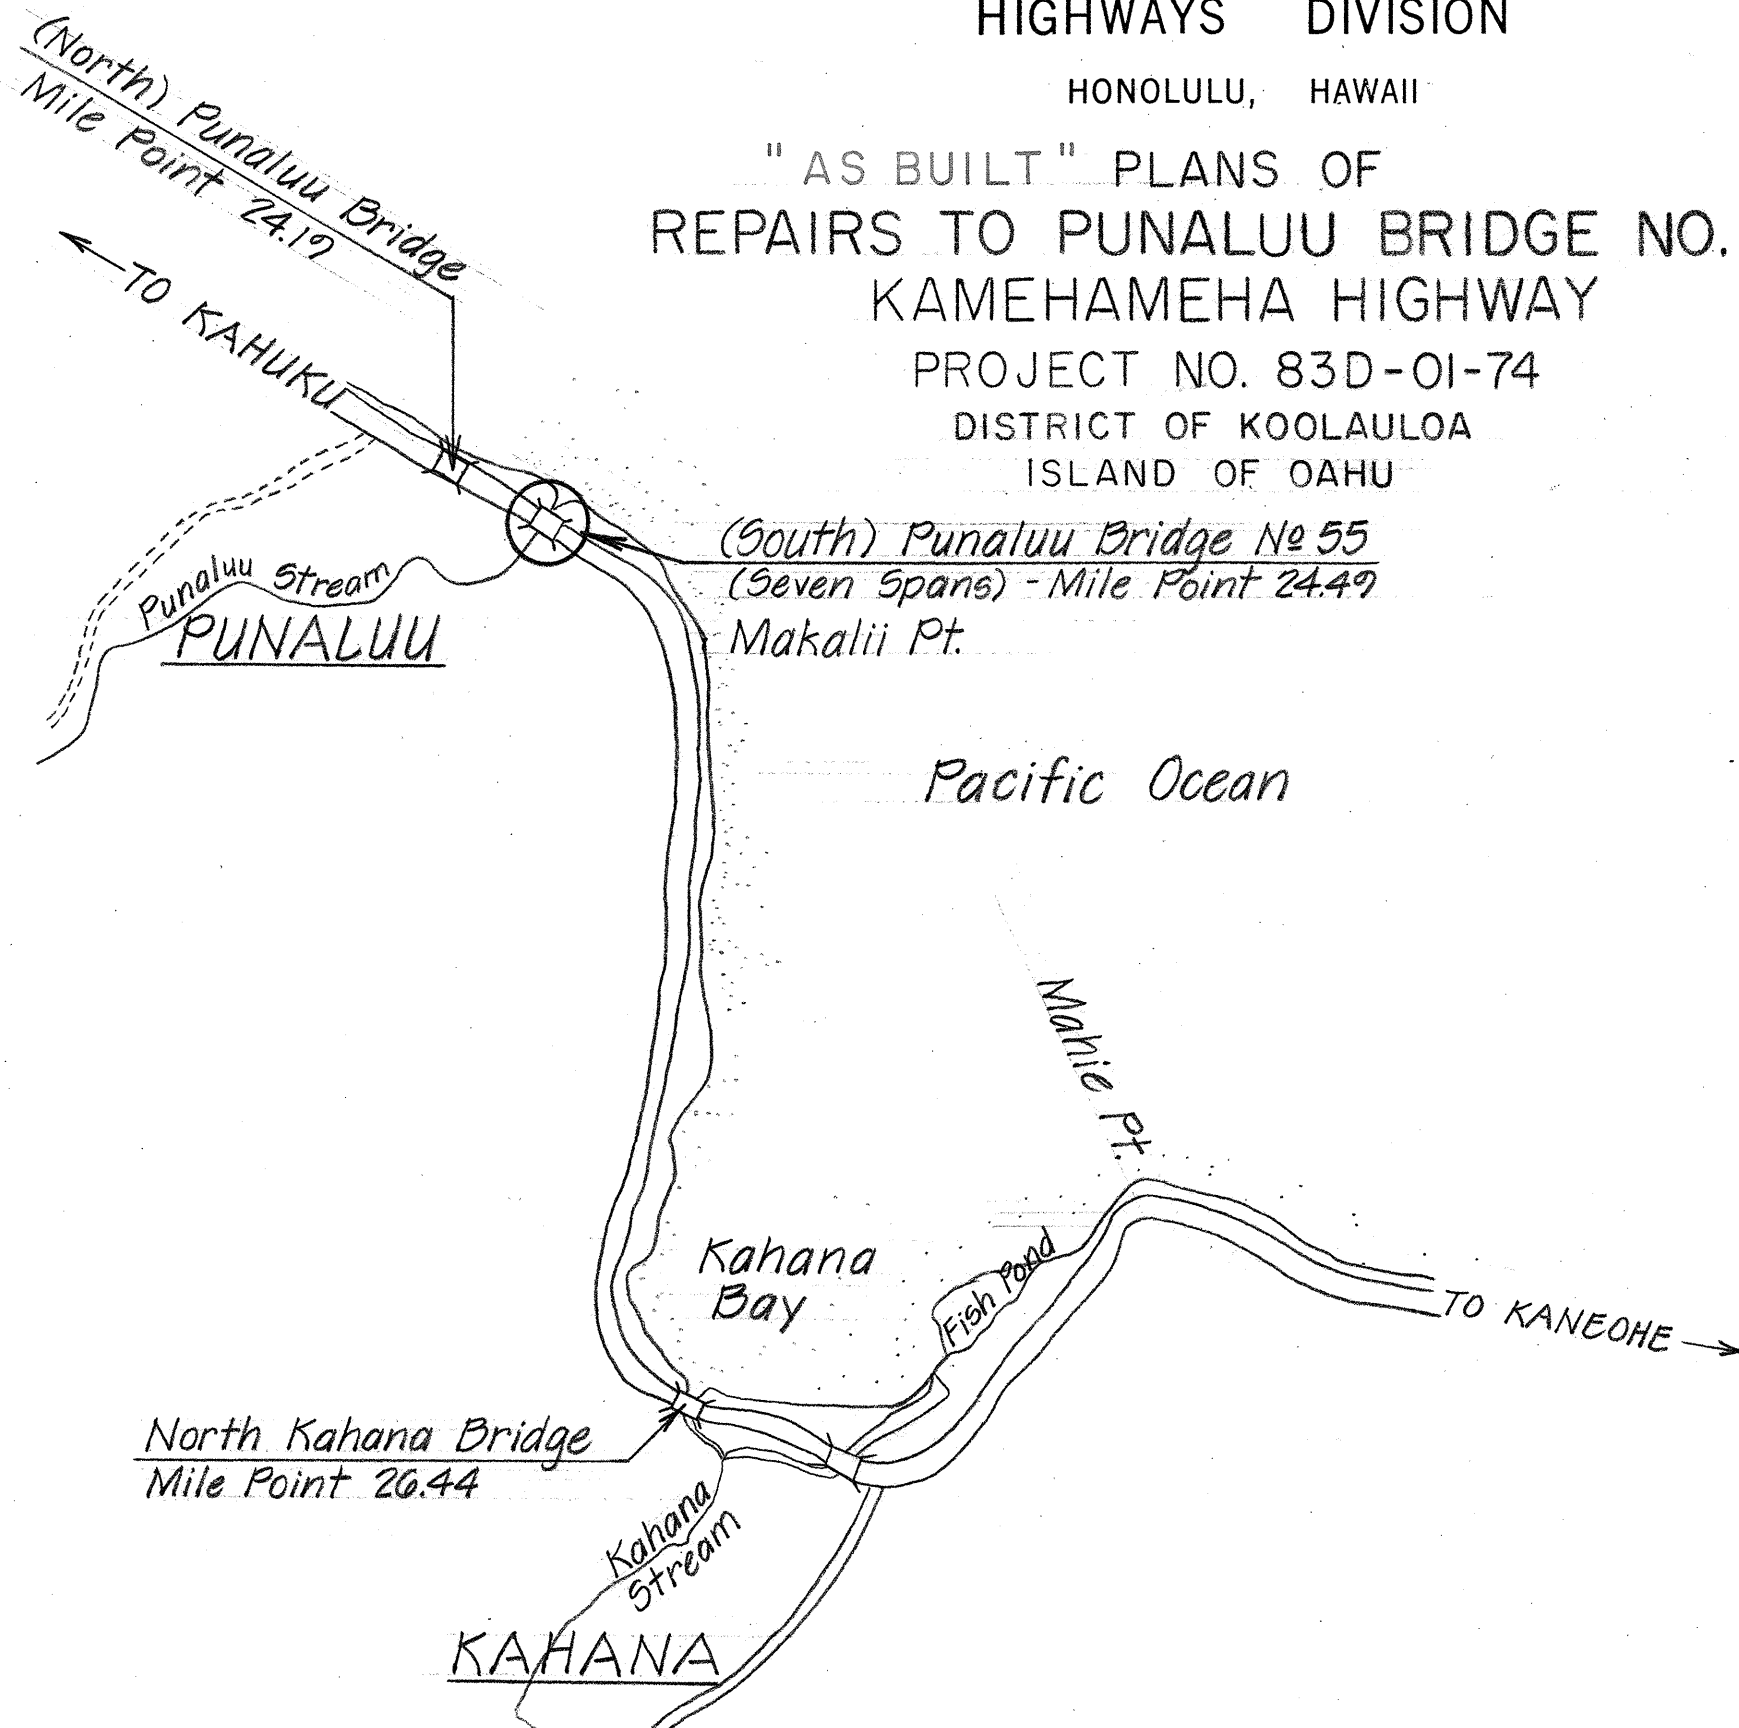 HIGHWAYS DIVISION
HONOLULU, HAWAII
"AS BUILT" PLANS OF
REPAIRS TO PUNALUU BRIDGE NO.
KAMEHAMEHA HIGHWAY
PROJECT NO. 83D-01-74
DISTRICT OF KOOLAULOA
ISLAND OF OAHU
(North) Punaluu Bridge
Mile Point 24.19
TO KAHUKU
(South) Punaluu Bridge No 55
(Seven Spans) - Mile Point 24.49
Makalii Pt.
Punaluu Stream
PUNALUU
Pacific Ocean
Mahie Pt.
Kahana
Bay
Fish Pond
TO KANEOHE
North Kahana Bridge
Mile Point 26.44
Kahana
Stream
KAHANA